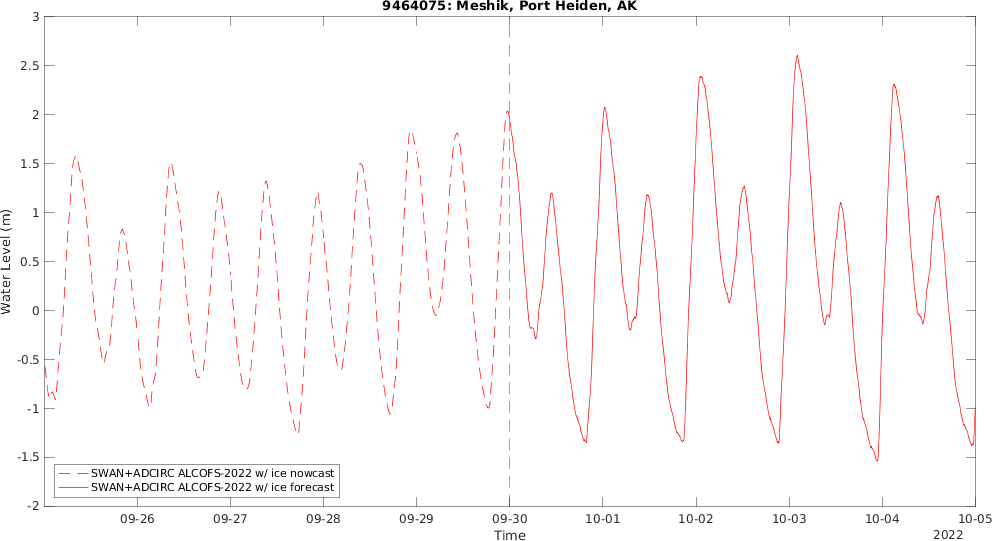 9464075: Meshik, Port Heiden, AK
3
2.5
2
1.5
1
0.5
0
-0.5
-1
-1.5
-2
Water Level (m)
SWAN+ADCIRC ALCOFS-2022 w/ ice nowcast
SWAN+ADCIRC ALCOFS-2022 w/ ice forecast
09-26 09-27 09-28 09-29 09-30 10-01 10-02 10-03 10-04 10-05
Time
2022